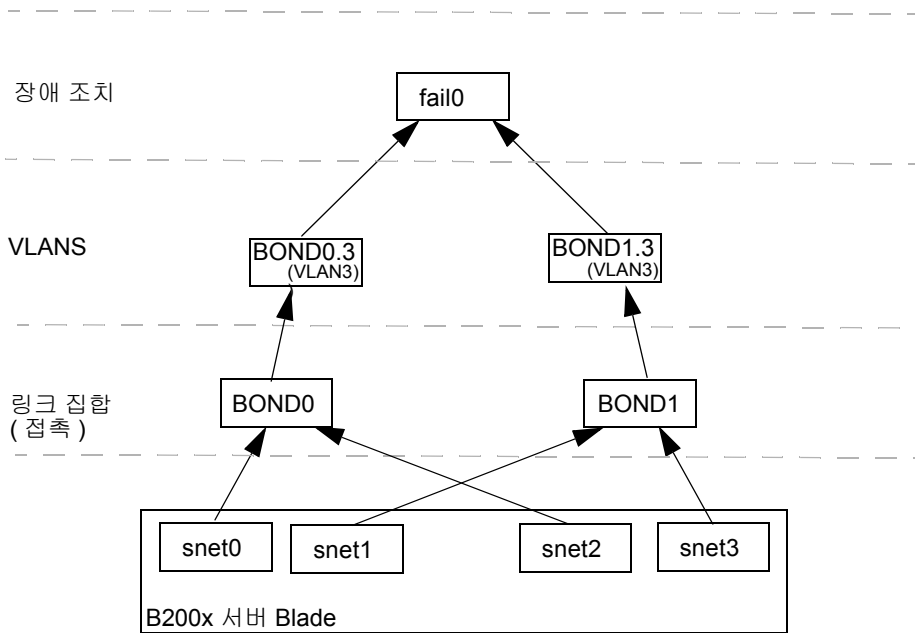 장애 조치
fail0
VLANS
BOND0.3
(VLAN3)
BOND1.3
(VLAN3)
링크 집합
( 접촉 )
BOND0
BOND1
snet0
snet1
snet2
snet3
B200x 서버 Blade